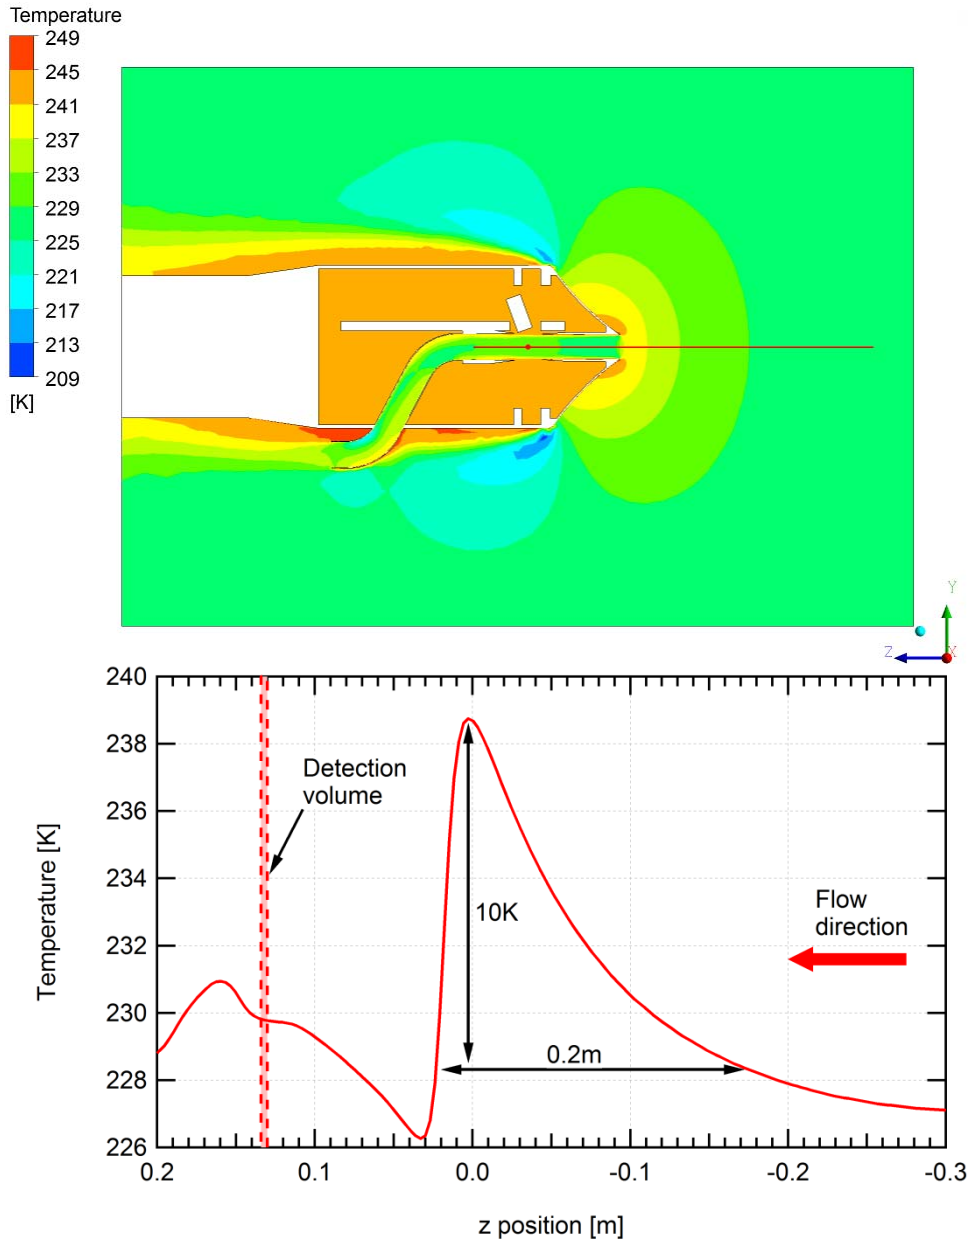 Temperature
249
245
241
237
233
229
225
221
217
213
209
[K]
Y
Z
X
240
238
236
234
232
230
228
226
Temperature [K]
Detection
volume
10K
Flow
direction
0.2m
0.2
0.1
0.0
-0.1
-0.2
-0.3
z position [m]